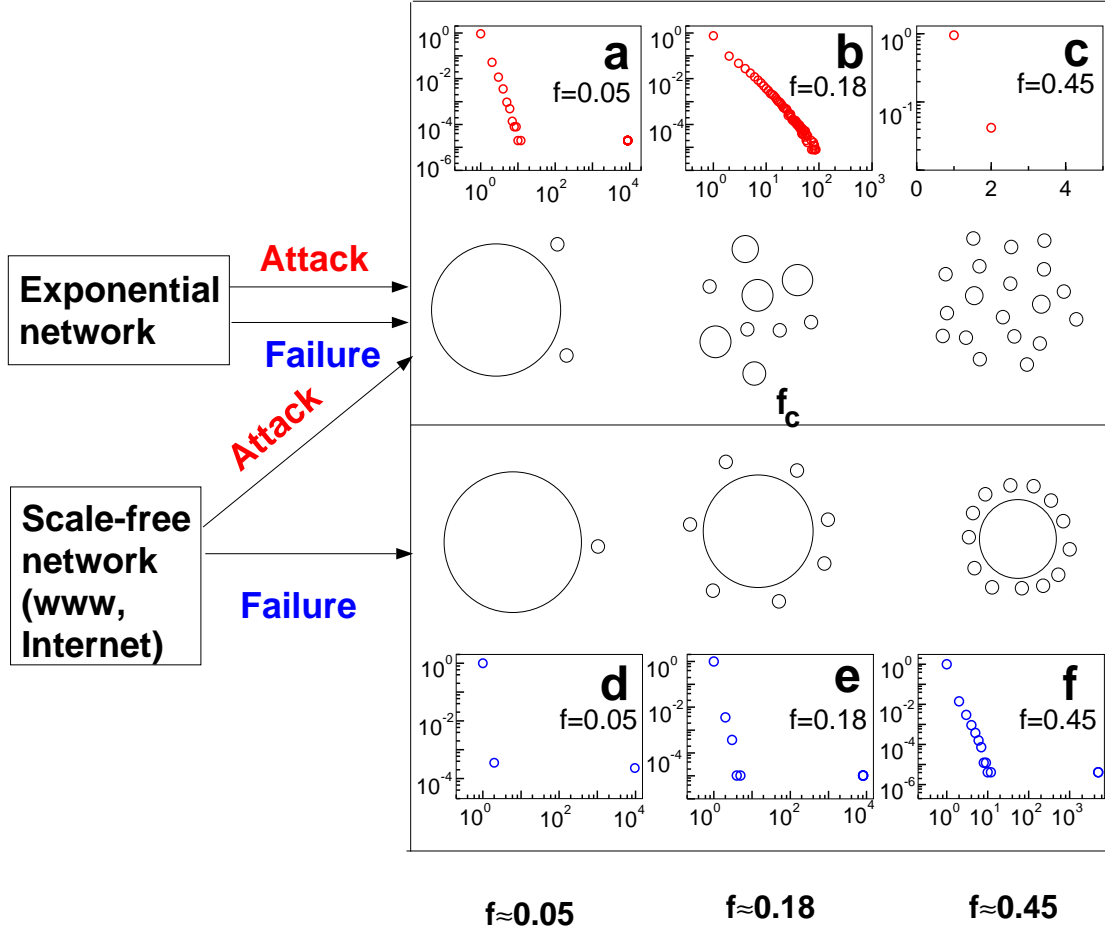 10^0
10^-2
10^-4
10^-6
10^0
10^2
10^4
a
f=0.05
10^0
10^-2
10^-4
10^-6
10^0
10^1
10^2
10^3
b
f=0.18
10^0
10^-1
0
2
4
c
f=0.45
Exponential
network
Attack
Failure
f_c
Scale-free
network
(www,
Internet)
Attack
Failure
10^0
10^-2
10^-4
10^0
10^2
10^4
d
f=0.05
10^0
10^-2
10^-4
10^0
10^2
10^4
e
f=0.18
10^0
10^-2
10^-4
10^-6
10^0
10^1
10^2
10^3
f
f=0.45
f≈0.05
f≈0.18
f≈0.45